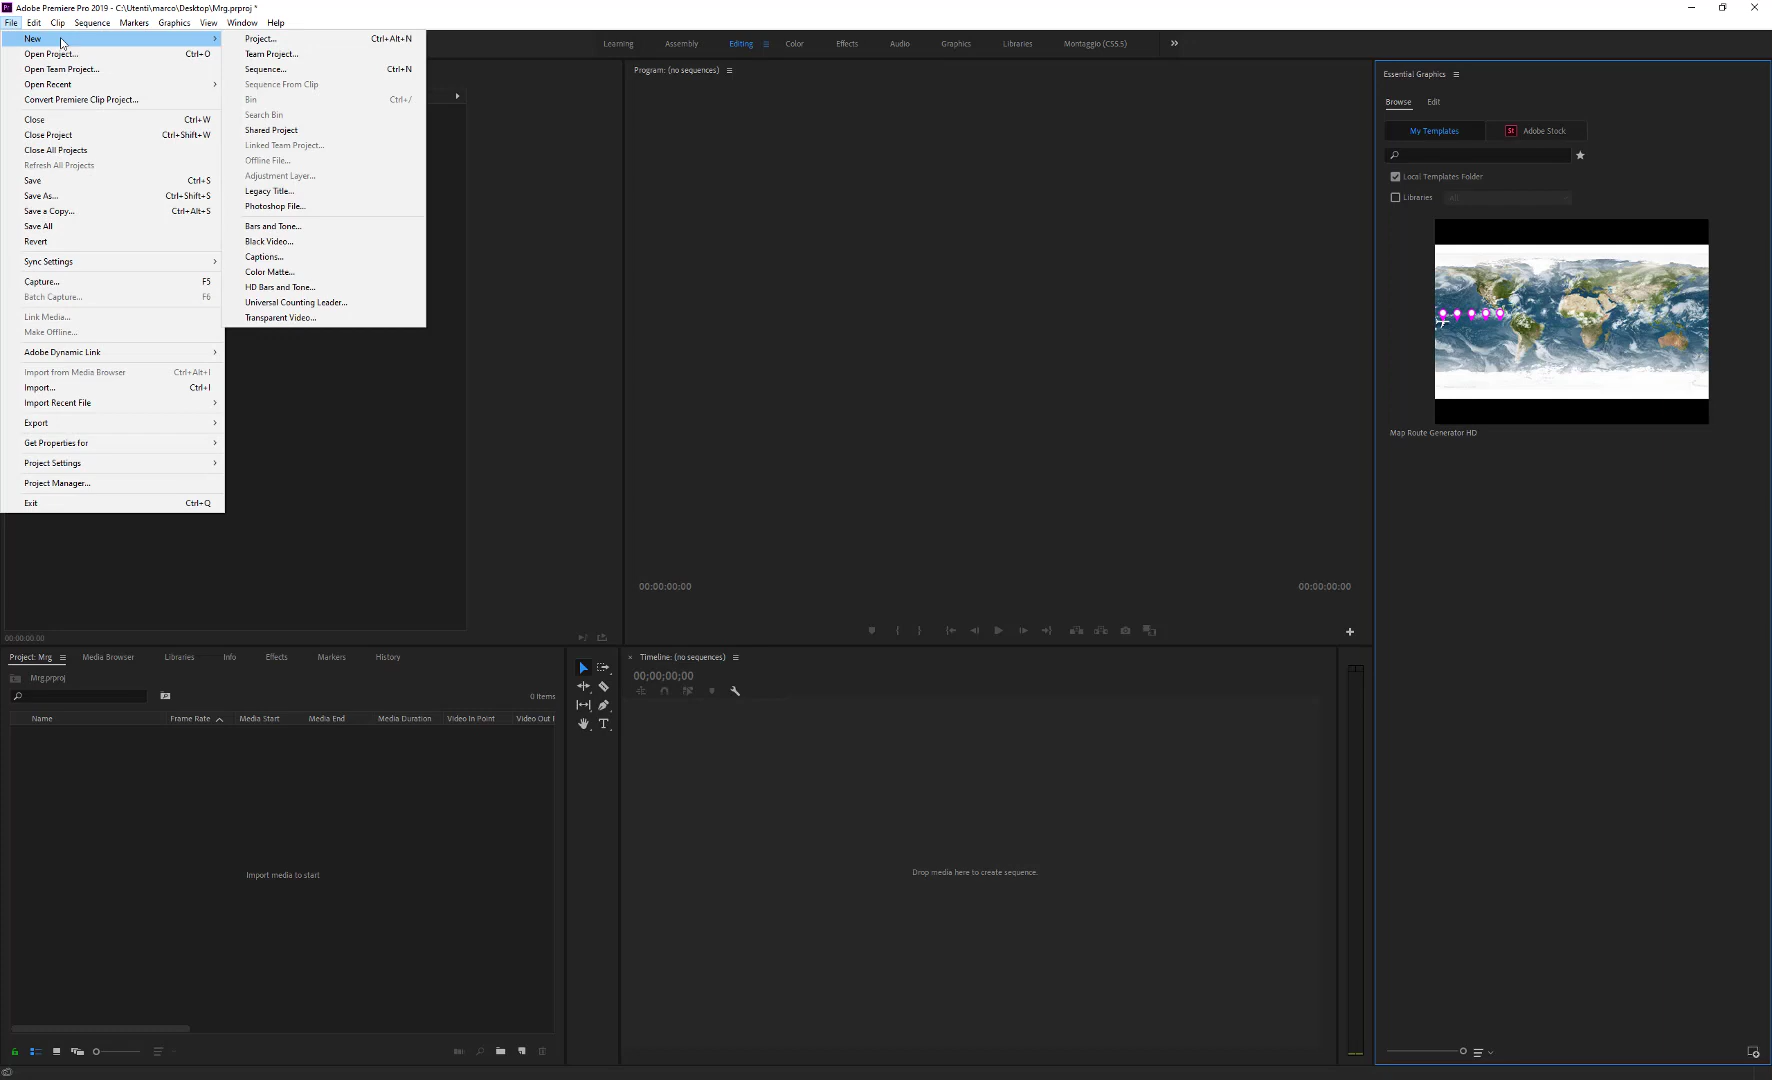 Adobe Premiere Pro 2019 - C:\Utenti\marco\Desktop\Mrg.prproj *
File Edit Clip Sequence Markers Graphics View Window Help
New
Open Project... Ctrl+O
Open Team Project...
Open Recent
Convert Premiere Clip Project...
Close Ctrl+W
Close Project Ctrl+Shift+W
Close All Projects
Refresh All Projects
Save Ctrl+S
Save As... Ctrl+Shift+S
Save a Copy... Ctrl+Alt+S
Save All
Revert
Sync Settings
Capture... F5
Batch Capture... F6
Link Media...
Make Offline...
Adobe Dynamic Link
Import from Media Browser Ctrl+Alt+I
Import... Ctrl+I
Import Recent File
Export
Get Properties for
Project Settings
Project Manager...
Exit Ctrl+Q
Project... Ctrl+Alt+N
Team Project...
Sequence... Ctrl+N
Sequence From Clip
Bin Ctrl+/
Search Bin
Shared Project
Linked Team Project...
Offline File...
Adjustment Layer...
Legacy Title...
Photoshop File...
Bars and Tone...
Black Video...
Captions...
Color Matte...
HD Bars and Tone...
Universal Counting Leader...
Transparent Video...
Learning Assembly Editing Color Effects Audio Graphics Libraries Montaggio (CS5.5)
Program: (no sequences)
00:00:00:00 00:00:00:00
Essential Graphics
Browse Edit
My Templates St Adobe Stock
Local Templates Folder
Libraries All
Map Route Generator HD
00:00:00:00
Project: Mrg Media Browser Libraries Info Effects Markers History
Mrg.prproj
0 Items
Name Frame Rate Media Start Media End Media Duration Video In Point Video Out
Import media to start
Timeline: (no sequences)
00;00;00;00
Drop media here to create sequence.